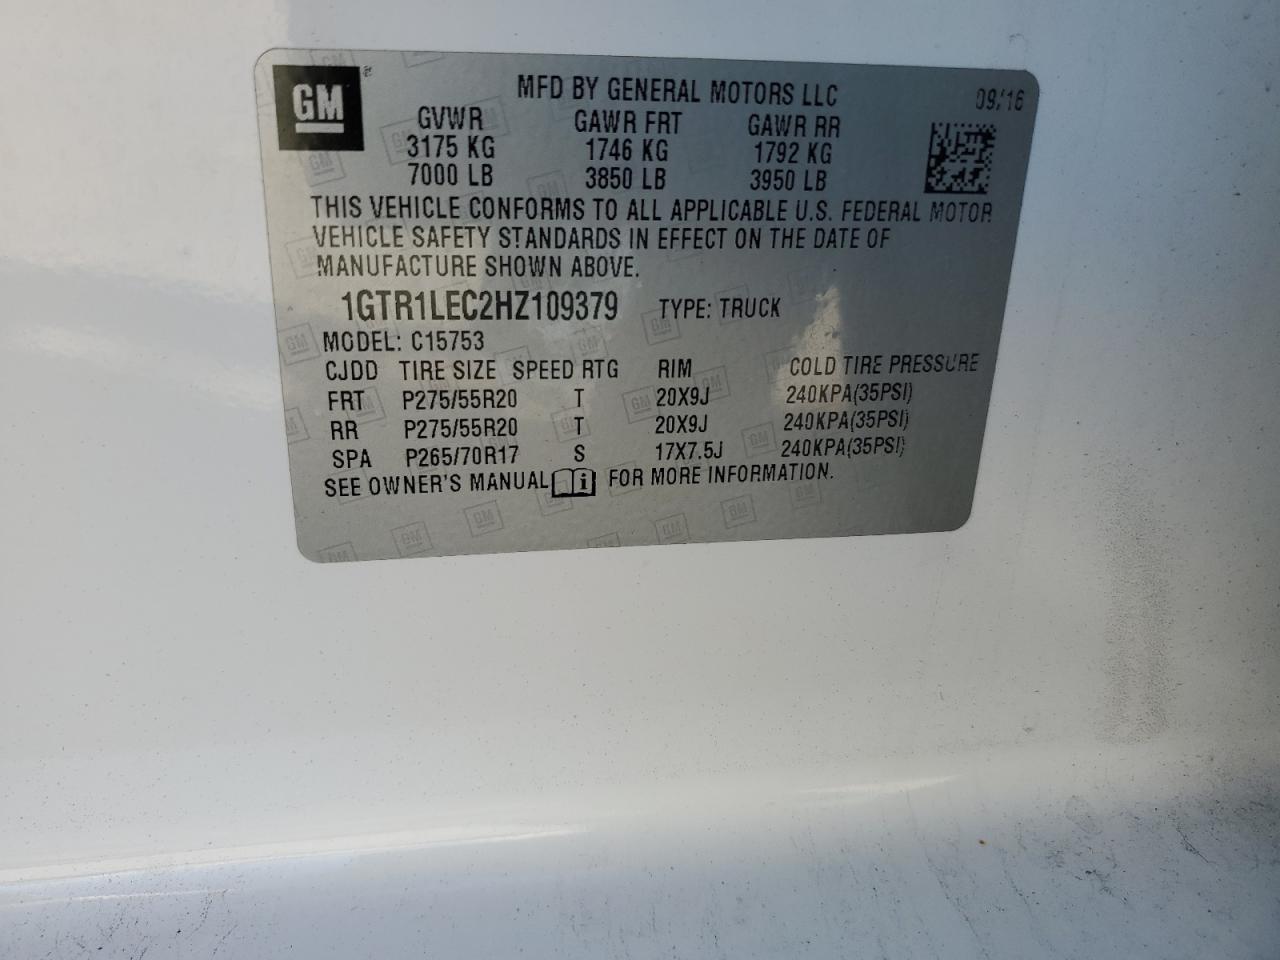 GM
MFD BY GENERAL MOTORS LLC 09/16
GVWR GAWR FRT GAWR RR
3175 KG 1746 KG 1792 KG
7000 LB 3850 LB 3950 LB
THIS VEHICLE CONFORMS TO ALL APPLICABLE U.S. FEDERAL MOTOR
VEHICLE SAFETY STANDARDS IN EFFECT ON THE DATE OF
MANUFACTURE SHOWN ABOVE.
1GTR1LEC2HZ109379 TYPE: TRUCK
MODEL: C15753
CJDD TIRE SIZE SPEED RTG RIM COLD TIRE PRESSURE
FRT P275/55R20 T 20X9J 240KPA(35PSI)
RR P275/55R20 T 20X9J 240KPA(35PSI)
SPA P265/70R17 S 17X7.5J 240KPA(35PSI)
SEE OWNER'S MANUAL i FOR MORE INFORMATION.